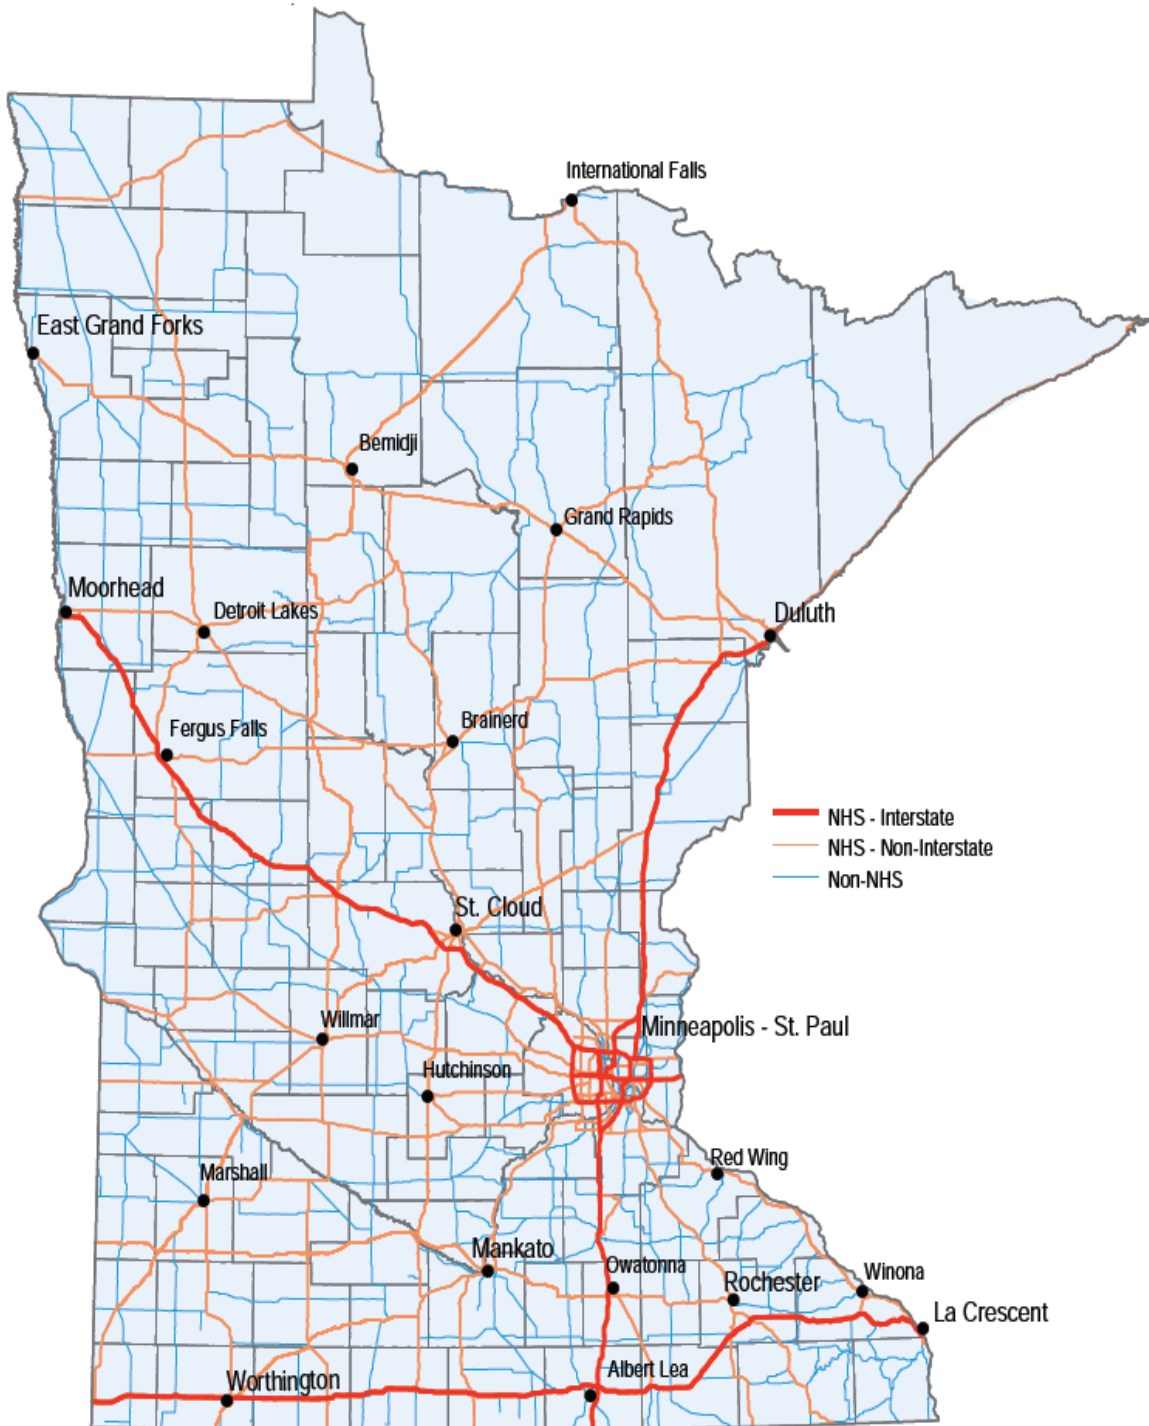 International Falls
East Grand Forks
Bemidji
Grand Rapids
Moorhead
Detroit Lakes
Duluth
Fergus Falls
Brainerd
NHS - Interstate
NHS - Non-Interstate
Non-NHS
St. Cloud
Willmar
Minneapolis - St. Paul
Hutchinson
Marshall
Red Wing
Mankato
Owatonna
Rochester
Winona
La Crescent
Worthington
Albert Lea